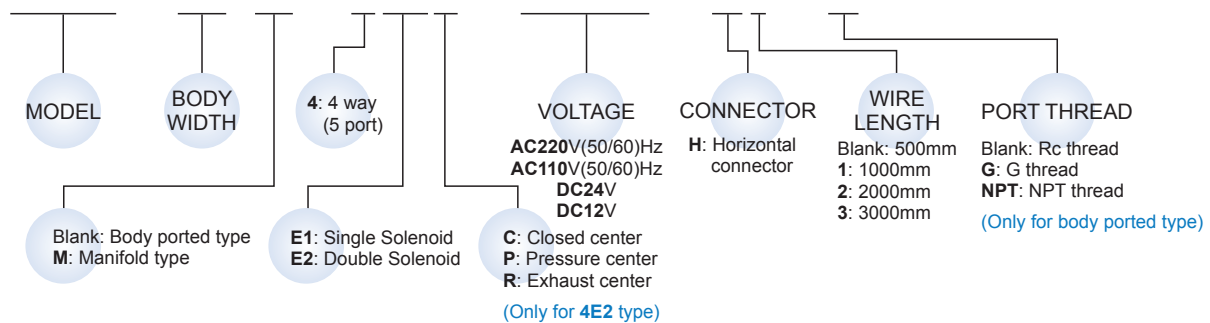 MODEL
BODY
WIDTH
4: 4 way
(5 port)
VOLTAGE
AC220V(50/60)Hz
AC110V(50/60)Hz
DC24V
DC12V
CONNECTOR
H: Horizontal
connector
WIRE
LENGTH
Blank: 500mm
1: 1000mm
2: 2000mm
3: 3000mm
PORT THREAD
Blank: Rc thread
G: G thread
NPT: NPT thread
(Only for body ported type)
Blank: Body ported type
M: Manifold type
E1: Single Solenoid
E2: Double Solenoid
C: Closed center
P: Pressure center
R: Exhaust center
(Only for 4E2 type)